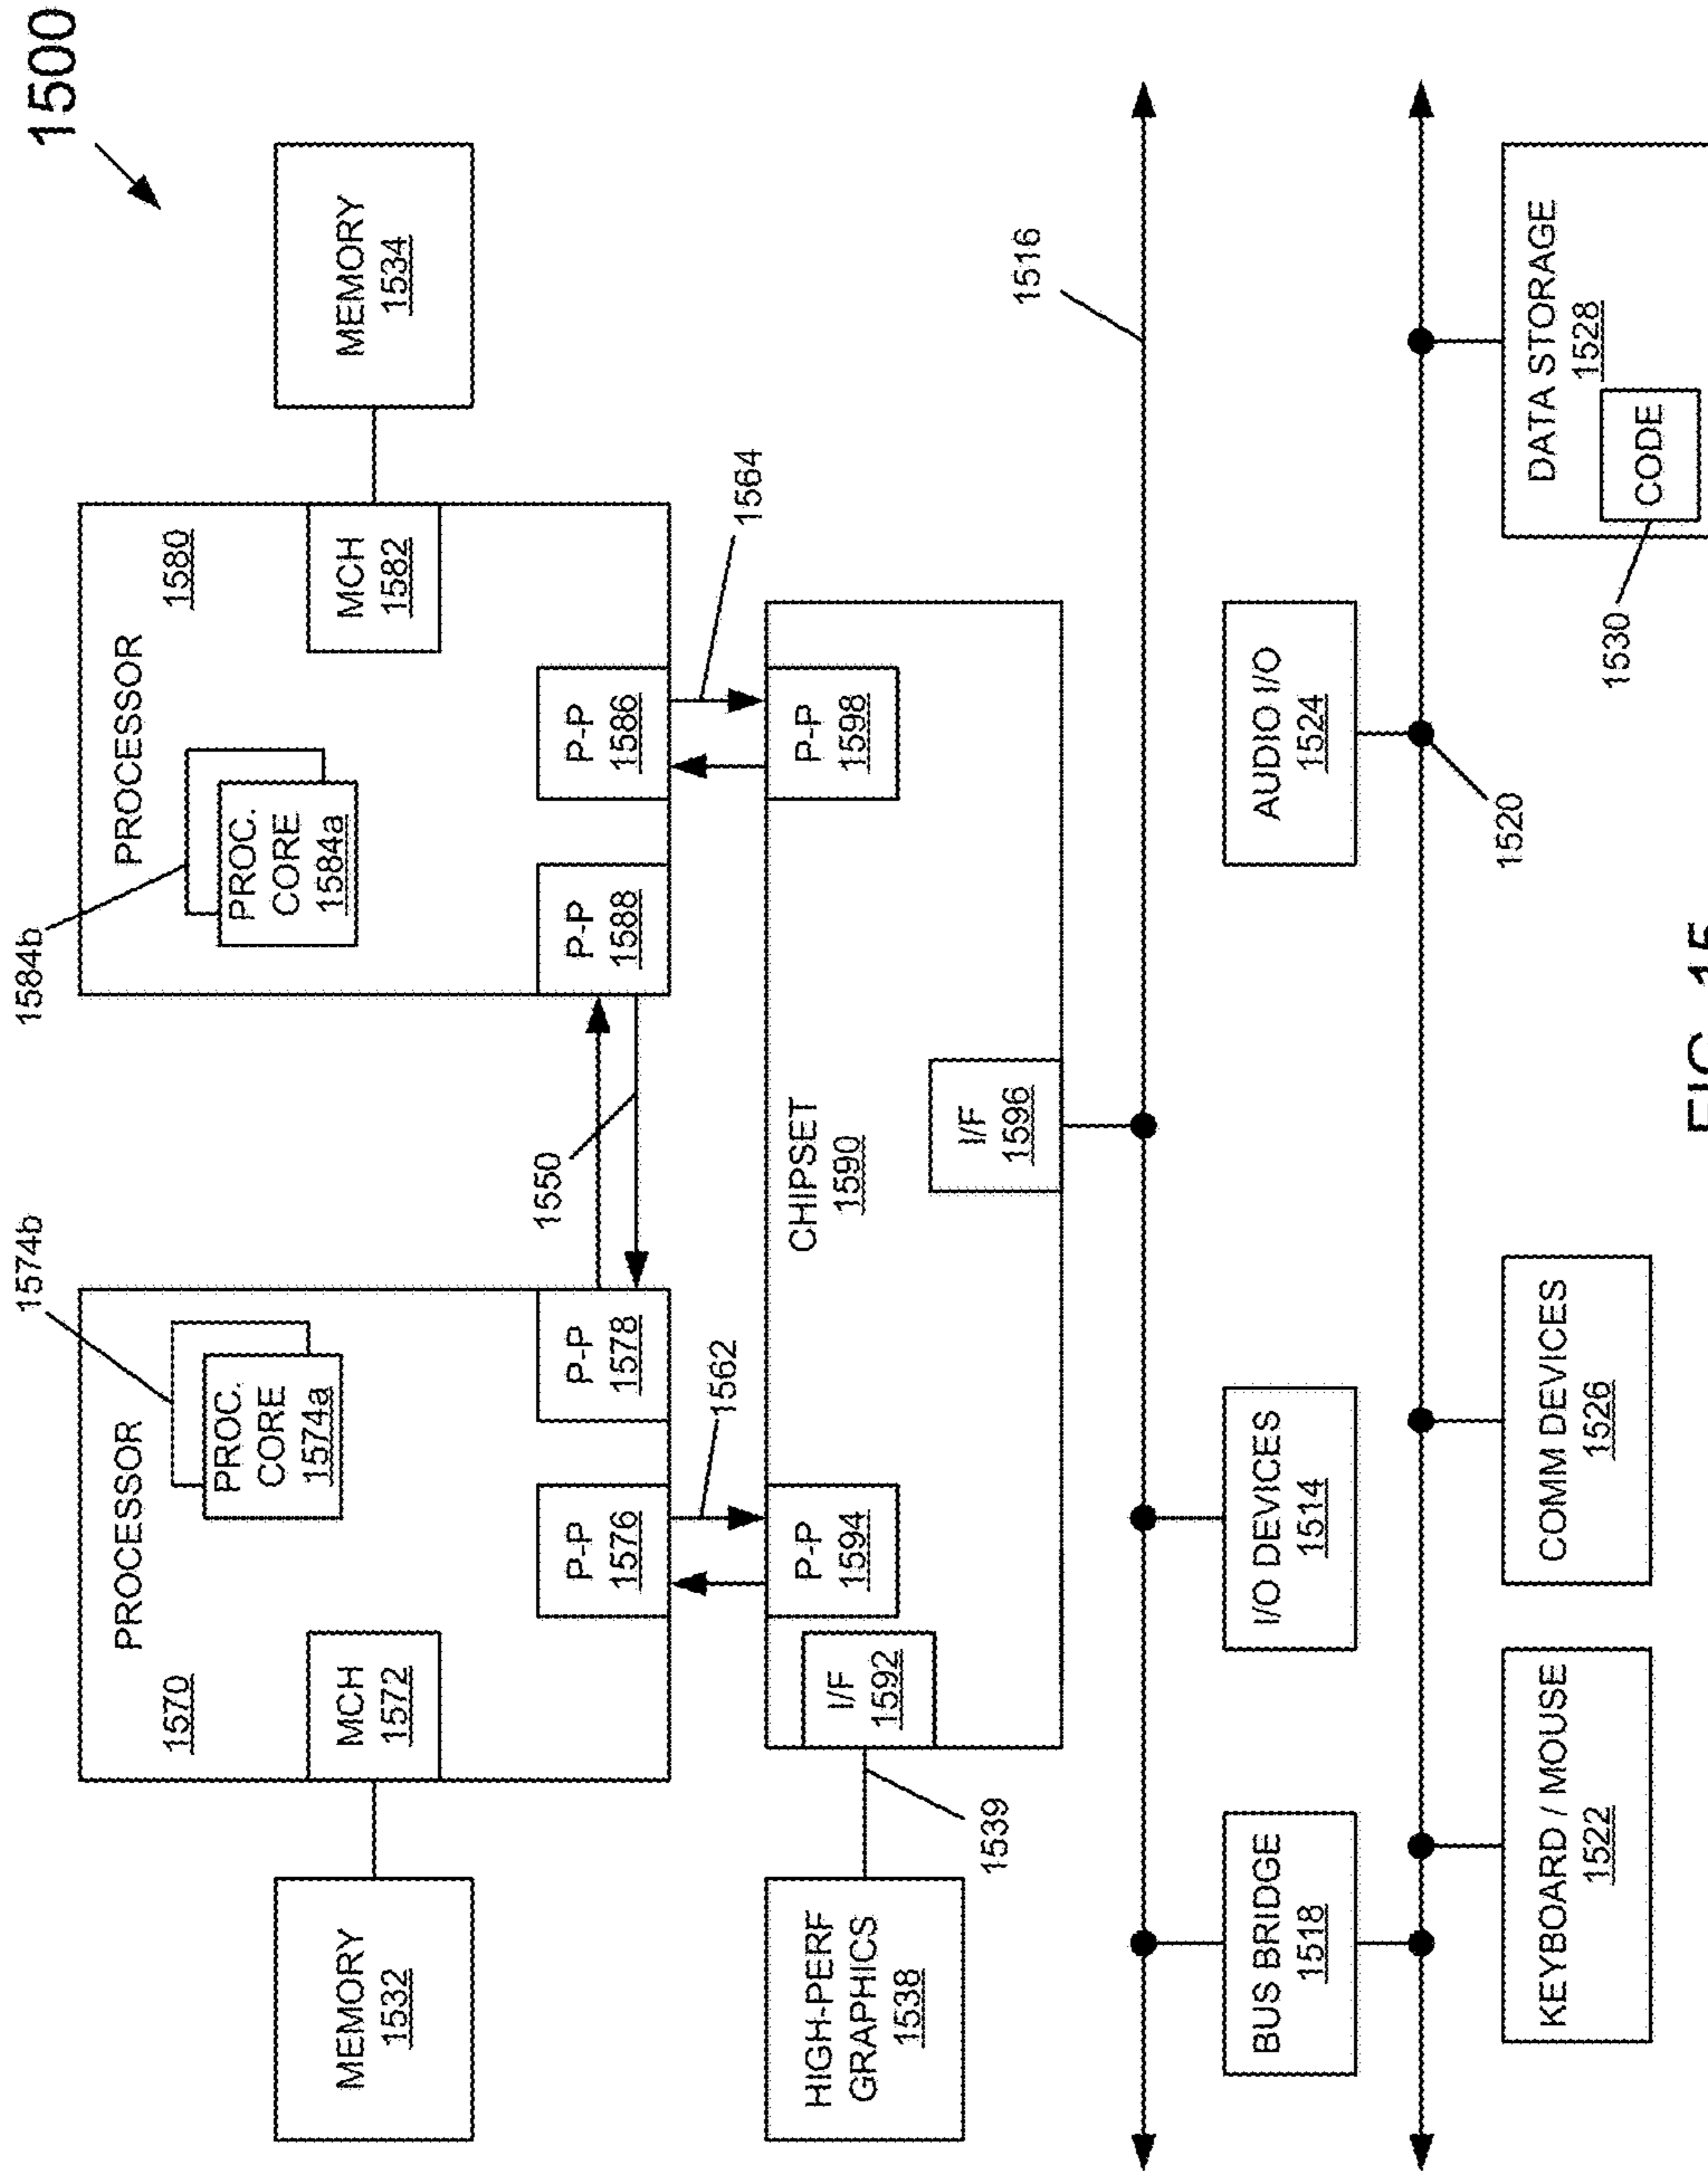 1500
1574b
1584b
PROCESSOR
1570
PROC.
CORE
1574a
MCH
1572
P-P
1576
P-P
1578
MEMORY
1532
1550
PROCESSOR
1580
PROC.
CORE
1584a
MCH
1582
P-P
1588
P-P
1586
MEMORY
1534
1562
1564
HIGH-PERF
GRAPHICS
1538
1539
I/F
1592
P-P
1594
CHIPSET
1590
P-P
1598
I/F
1596
1516
BUS BRIDGE
1518
I/O DEVICES
1514
AUDIO I/O
1524
1520
KEYBOARD / MOUSE
1522
COMM DEVICES
1526
DATA STORAGE
1528
CODE
1530
FIG. 15